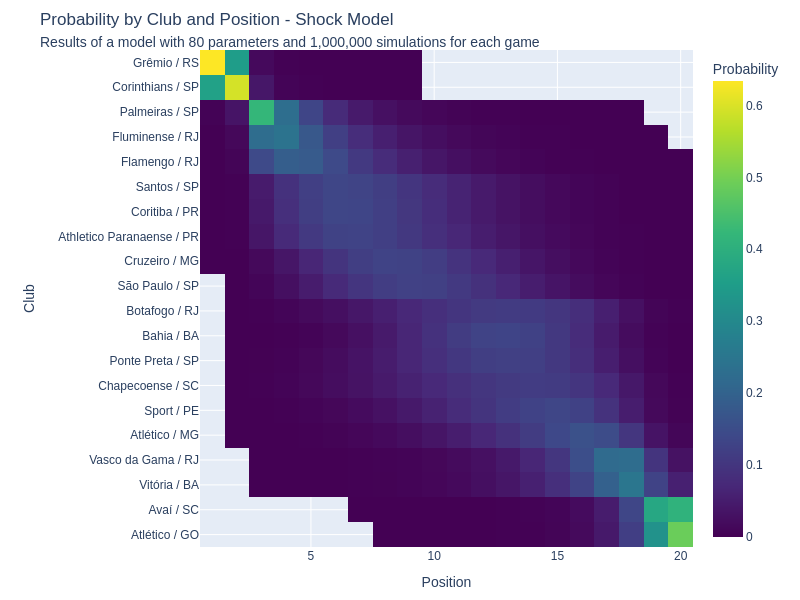 Probability by Club and Position - Shock Model
Results of a model with 80 parameters and 1,000,000 simulations for each game
Probability
Grêmio / RS
Corinthians / SP
Palmeiras / SP
Fluminense / RJ
Flamengo / RJ
Santos / SP
Coritiba / PR
Athletico Paranaense / PR
Cruzeiro / MG
São Paulo / SP
Botafogo / RJ
Bahia / BA
Ponte Preta / SP
Chapecoense / SC
Sport / PE
Atlético / MG
Vasco da Gama / RJ
Vitória / BA
Avaí / SC
Atlético / GO
Club
5
10
15
20
Position
0.6
0.5
0.4
0.3
0.2
0.1
0